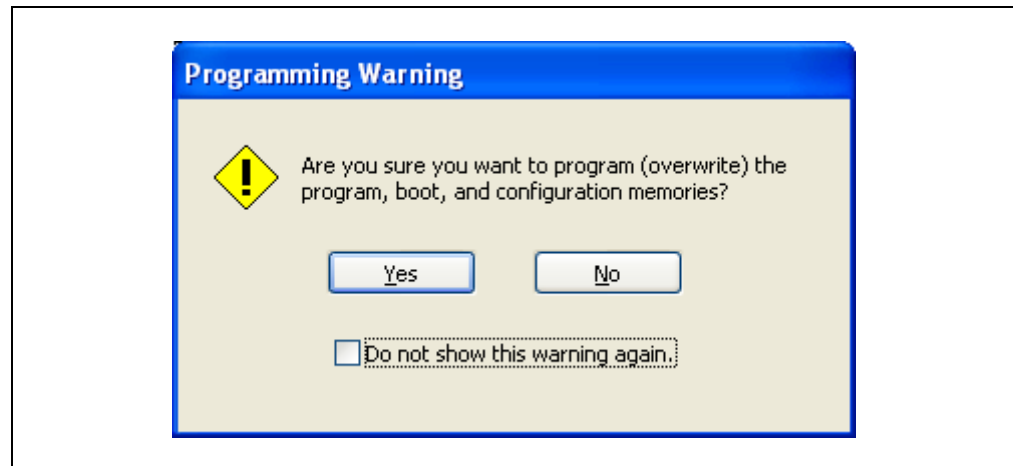 Programming Warning
Are you sure you want to program (overwrite) the
program, boot, and configuration memories?
Yes
No
Do not show this warning again.